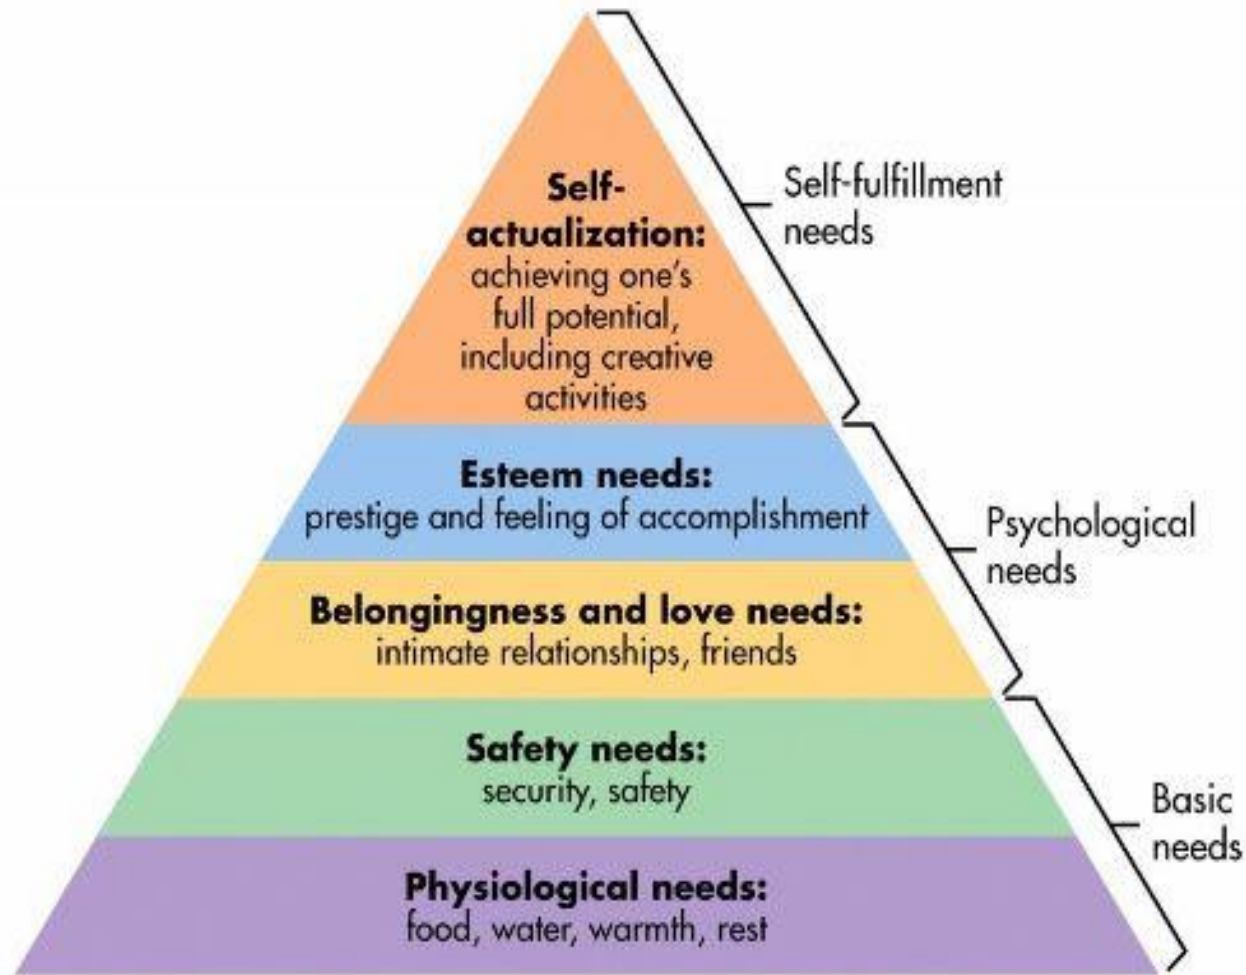 Self-
actualization:
achieving one's
full potential,
including creative
activities
Self-fulfillment
needs
Esteem needs:
prestige and feeling of accomplishment
Psychological
needs
Belongingness and love needs:
intimate relationships, friends
Safety needs:
security, safety
Basic
needs
Physiological needs:
food, water, warmth, rest